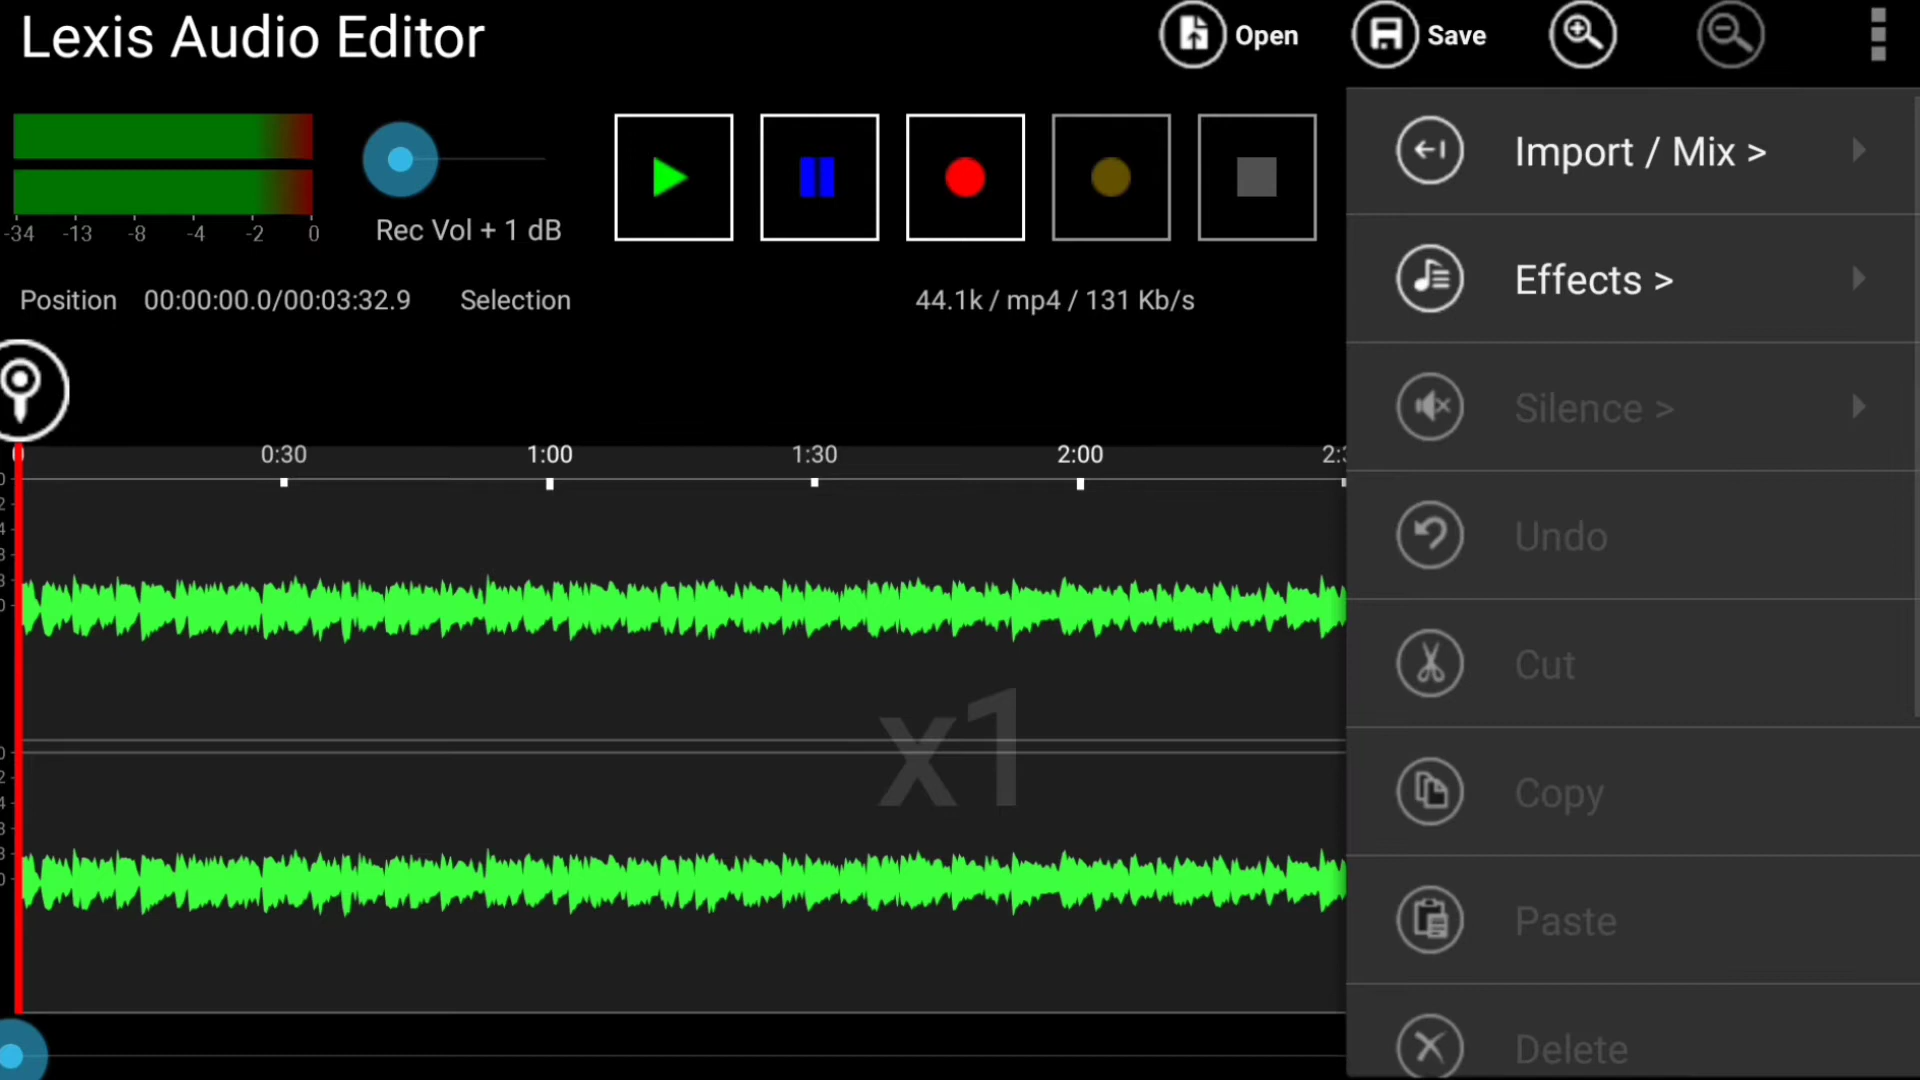 Lexis Audio Editor
Open
Save
-34 -13 -8 -4 -2 0
Rec Vol + 1 dB
Position 00:00:00.0/00:03:32.9 Selection 44.1k / mp4 / 131 Kb/s
0:30 1:00 1:30 2:00
x1
Import / Mix >
Effects >
Silence >
Undo
Cut
Copy
Paste
Delete